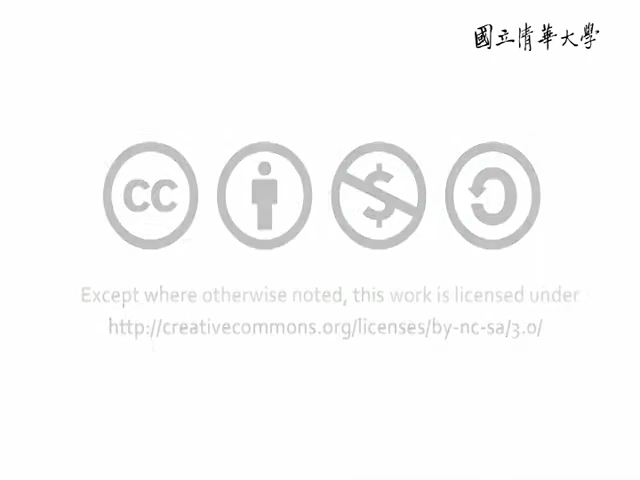 國立清華大學
cc
Except where otherwise noted, this work is licensed under
http://creativecommons.org/licenses/by-nc-sa/3.0/